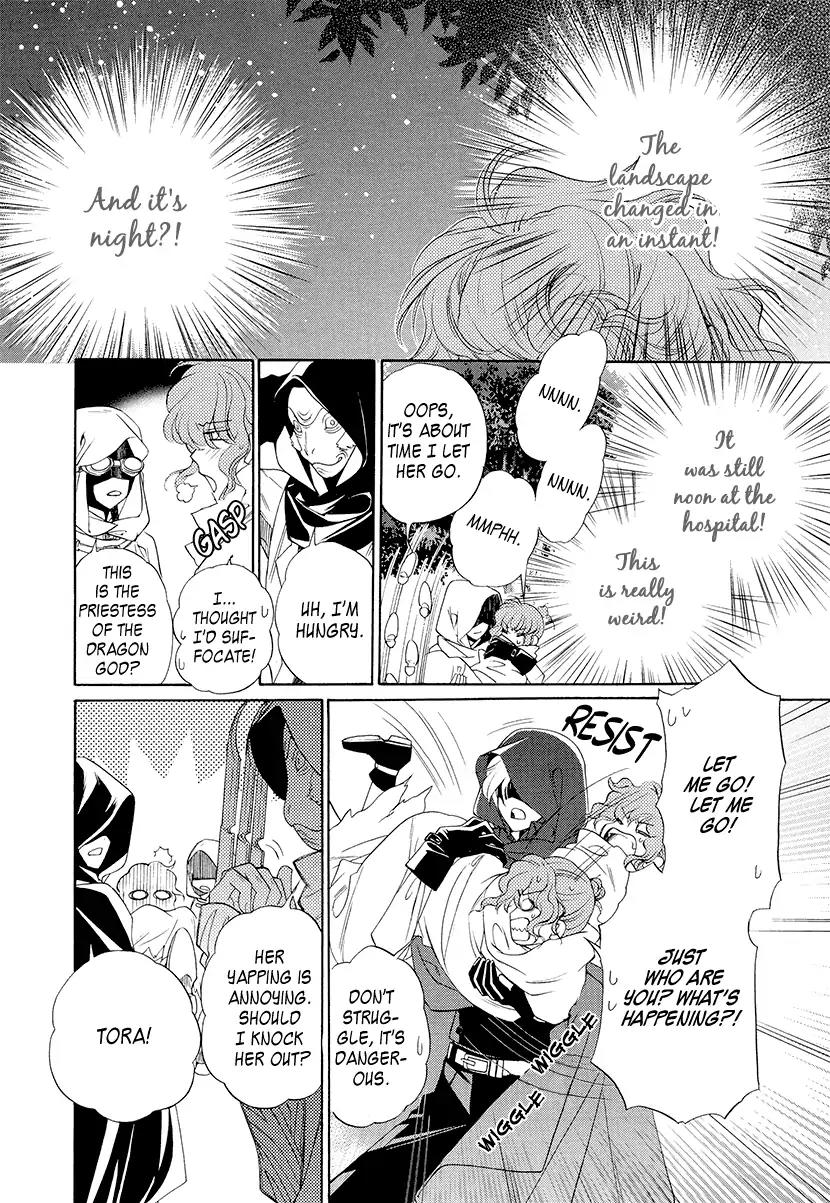 The
landscape
changed in
an instant!
And it's
night?!
It
was still
noon at the
hospital!
This
is really
weird!
NNNN.
NNNN.
MMPHH.
OOPS,
IT'S ABOUT
TIME I LET
HER GO.
UH, I'M
HUNGRY.
GASP
I...
THOUGHT
I'D SUF-
FOCATE!
THIS
IS THE
PRIESTESS
OF THE
DRAGON
GOD?
LET
ME GO!
LET ME
GO!
JUST
WHO ARE
YOU? WHAT'S
HAPPENING?!
RESIST
WIGGLE
WIGGLE
DON'T
STRUG-
GLE, IT'S
DANGER-
OUS.
HER
YAPPING IS
ANNOYING.
SHOULD
I KNOCK
HER OUT?
TORA!